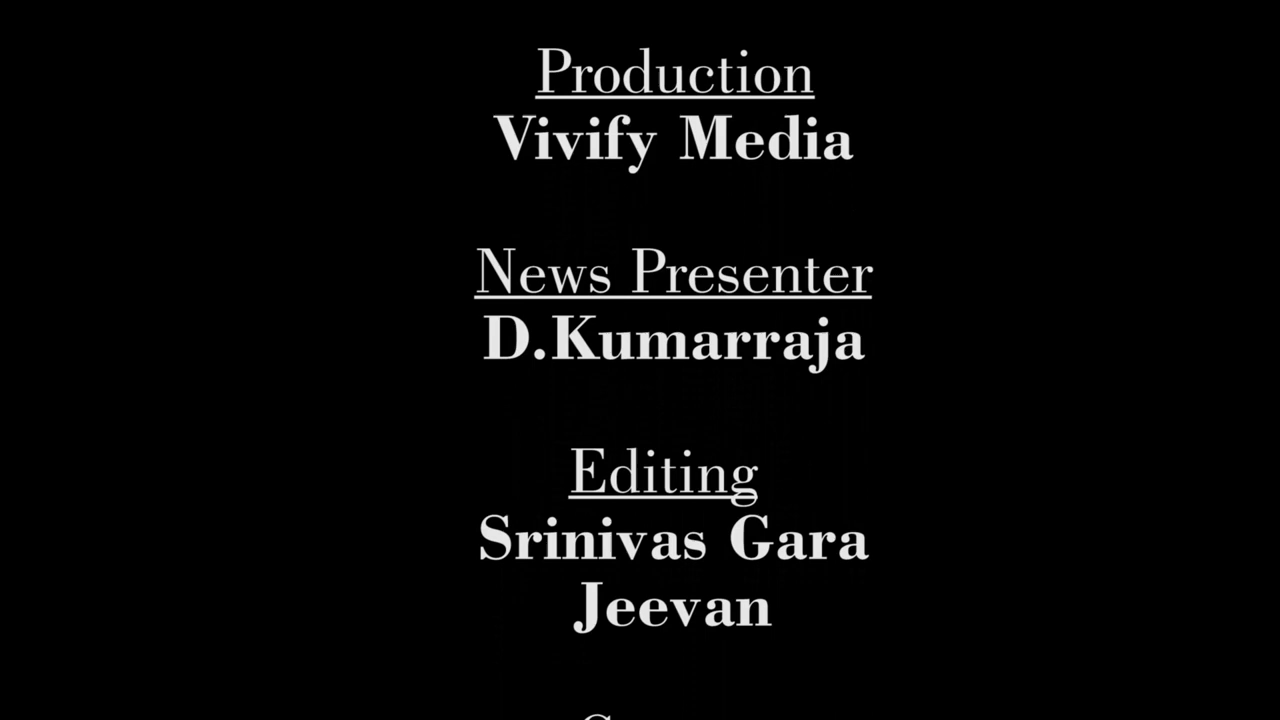 Production
Vivify Media
News Presenter
D.Kumarraja
Editing
Srinivas Gara
Jeevan